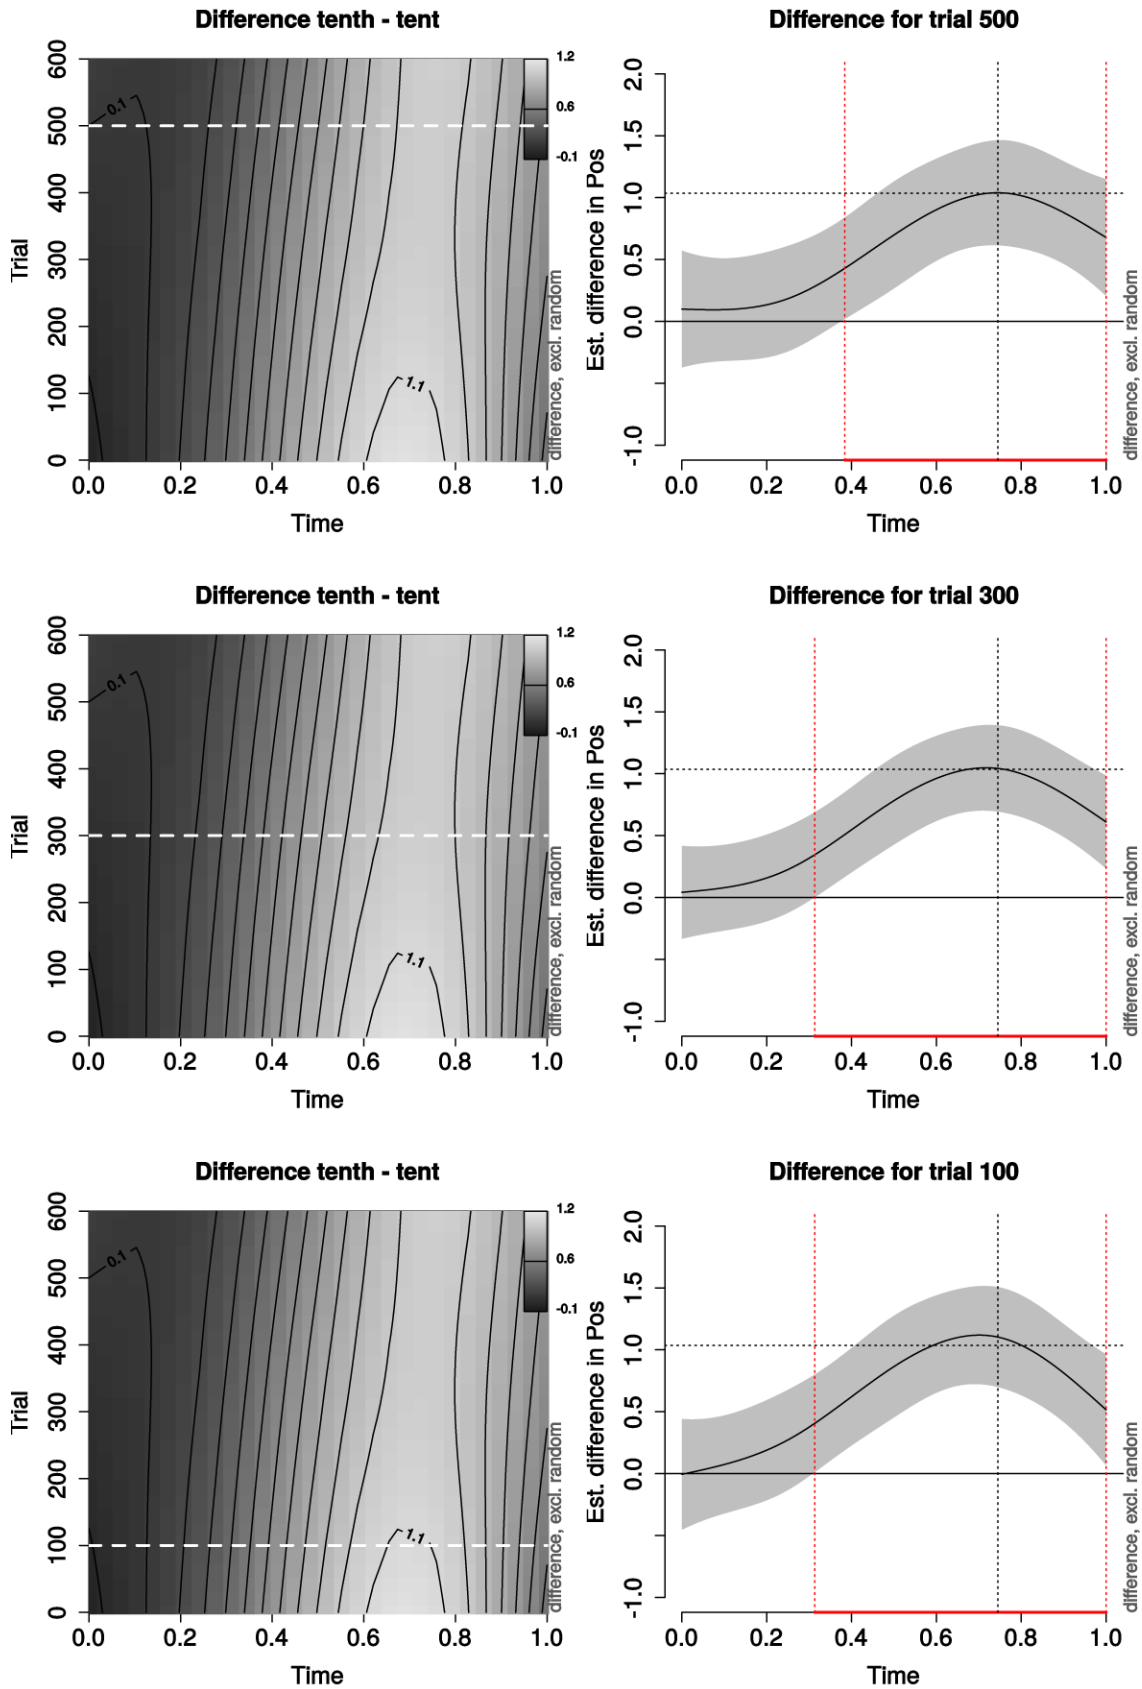 Difference tenth - tent
600
500
400
300
200
100
0
Trial
0.1
1.1
1.2
0.6
-0.1
difference, excl. random
0.0 0.2 0.4 0.6 0.8 1.0
Time
Difference for trial 500
2.0
1.5
1.0
0.5
0.0
-1.0
Est. difference in Pos
difference, excl. random
0.0 0.2 0.4 0.6 0.8 1.0
Time
Difference tenth - tent
600
500
400
300
200
100
0
Trial
0.1
1.1
1.2
0.6
-0.1
difference, excl. random
0.0 0.2 0.4 0.6 0.8 1.0
Time
Difference for trial 300
2.0
1.5
1.0
0.5
0.0
-1.0
Est. difference in Pos
difference, excl. random
0.0 0.2 0.4 0.6 0.8 1.0
Time
Difference tenth - tent
600
500
400
300
200
100
0
Trial
0.1
1.1
1.2
0.6
-0.1
difference, excl. random
0.0 0.2 0.4 0.6 0.8 1.0
Time
Difference for trial 100
2.0
1.5
1.0
0.5
0.0
-1.0
Est. difference in Pos
difference, excl. random
0.0 0.2 0.4 0.6 0.8 1.0
Time